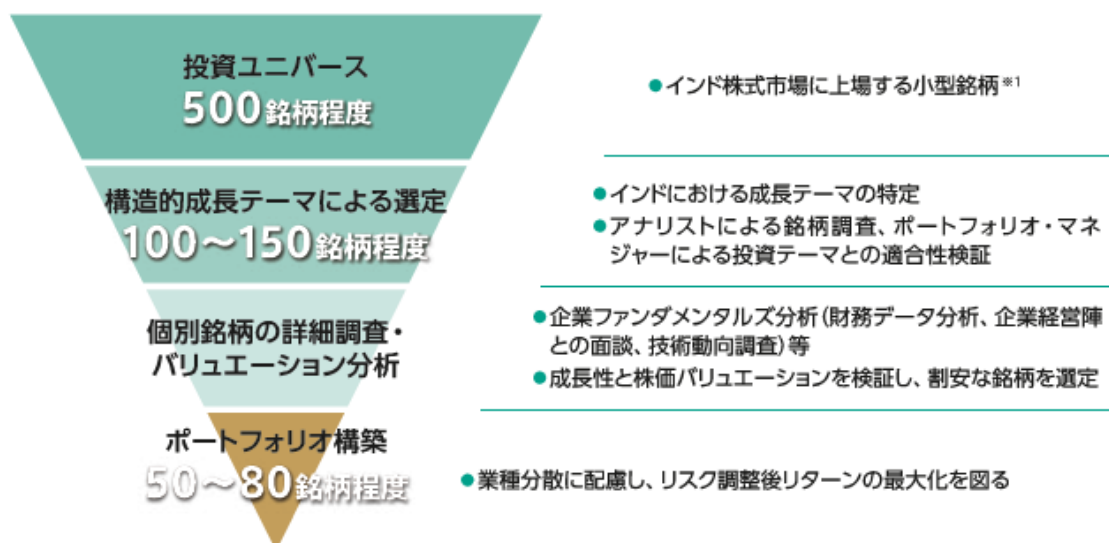 投資ユニバース
500銘柄程度
●インド株式市場に上場する小型銘柄※1
構造的成長テーマによる選定
100～150銘柄程度
●インドにおける成長テーマの特定
●アナリストによる銘柄調査、ポートフォリオ・マネ
ジャーによる投資テーマとの適合性検証
個別銘柄の詳細調査・
バリュエーション分析
●企業ファンダメンタルズ分析(財務データ分析、企業経営陣
との面談、技術動向調査)等
●成長性と株価バリュエーションを検証し、割安な銘柄を選定
ポートフォリオ構築
50～80銘柄程度
●業種分散に配慮し、リスク調整後リターンの最大化を図る